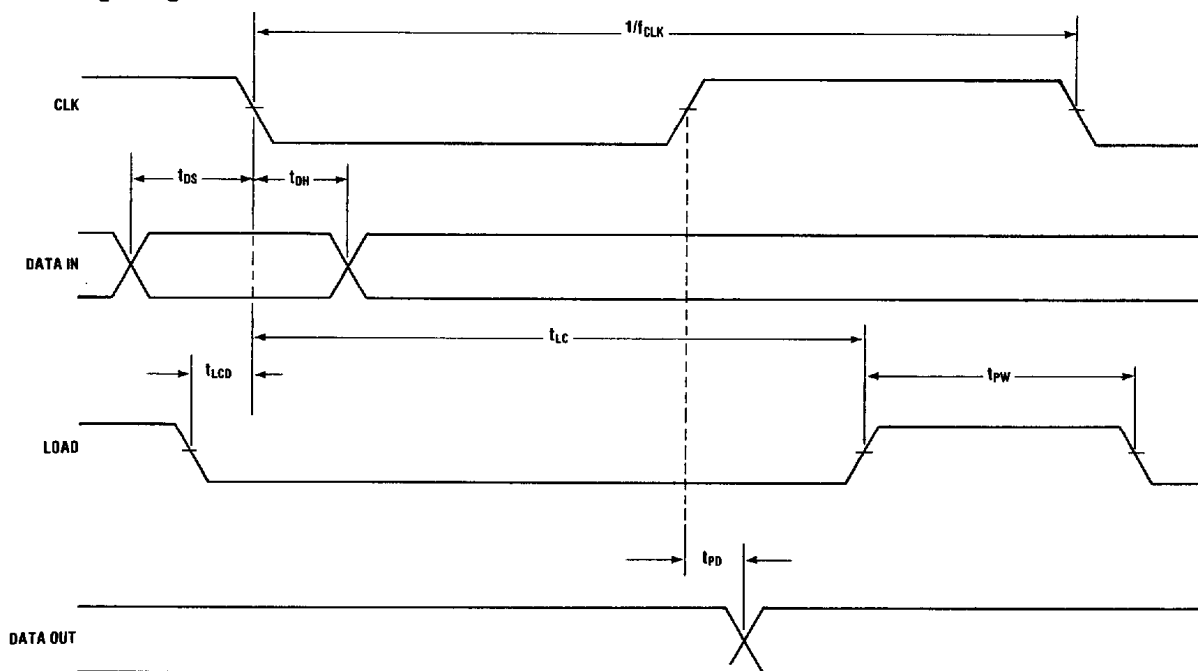 1/fCLK
CLK
tDS
tDH
DATA IN
tLC
tLCD
tPW
LOAD
tPD
DATA OUT